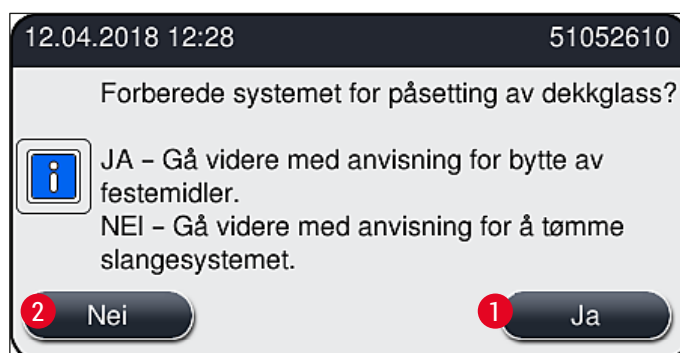 12.04.2018 12:28 51052610
Forberede systemet for påsetting av dekkglass?
JA – Gå videre med anvisning for bytte av
festemidler.
NEI – Gå videre med anvisning for å tømme
slangesystemet.
2 Nei 1 Ja